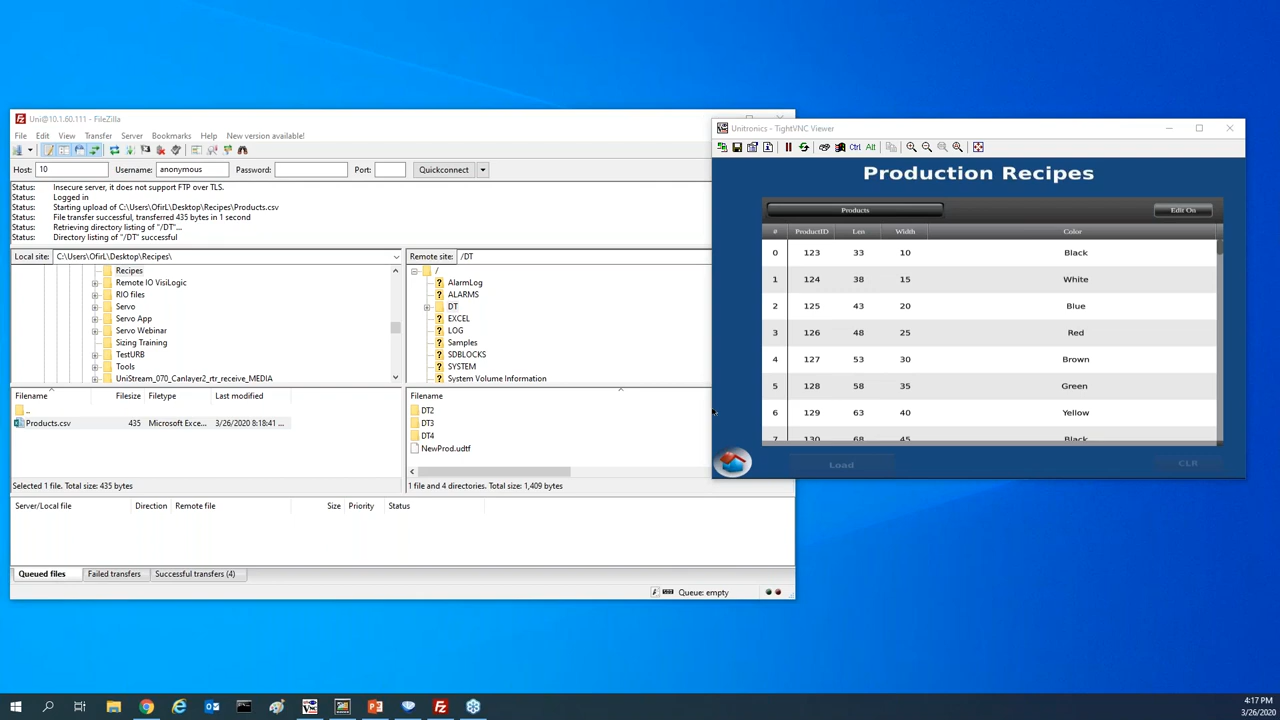 Uni@10.1.60.111 - FileZilla
File Edit View Transfer Server Bookmarks Help New version available!
Host: 10 Username: anonymous Password: Port: Quickconnect
Status: Insecure server, it does not support FTP over TLS.
Status: Logged in
Status: Starting upload of C:\Users\OfirL\Desktop\Recipes\Products.csv
Status: File transfer successful, transferred 435 bytes in 1 second
Status: Retrieving directory listing of "/DT"...
Status: Directory listing of "/DT" successful
Local site: C:\Users\OfirL\Desktop\Recipes\
Recipes
Remote IO VisiLogic
RIO files
Servo
Servo App
Servo Webinar
Sizing Training
TestURB
Tools
UniStream_070_Canlayer2_rtr_receive_MEDIA
Filename Filesize Filetype Last modified
..
Products.csv 435 Microsoft Exce... 3/26/2020 8:18:41 ...
Selected 1 file. Total size: 435 bytes
Remote site: /DT
/
AlarmLog
ALARMS
DT
EXCEL
LOG
Samples
SDBLOCKS
SYSTEM
System Volume Information
Filename
DT2
DT3
DT4
NewProd.udtf
1 file and 4 directories. Total size: 1,409 bytes
Server/Local file Direction Remote file Size Priority Status
Queued files Failed transfers Successful transfers (4)
Queue: empty
Unitronics - TightVNC Viewer
Ctrl Alt
Production Recipes
Products Edit On
# ProductID Len Width Color
0 123 33 10 Black
1 124 38 15 White
2 125 43 20 Blue
3 126 48 25 Red
4 127 53 30 Brown
5 128 58 35 Green
6 129 63 40 Yellow
7 130 68 45 Black
Load CLR
4:17 PM
3/26/2020